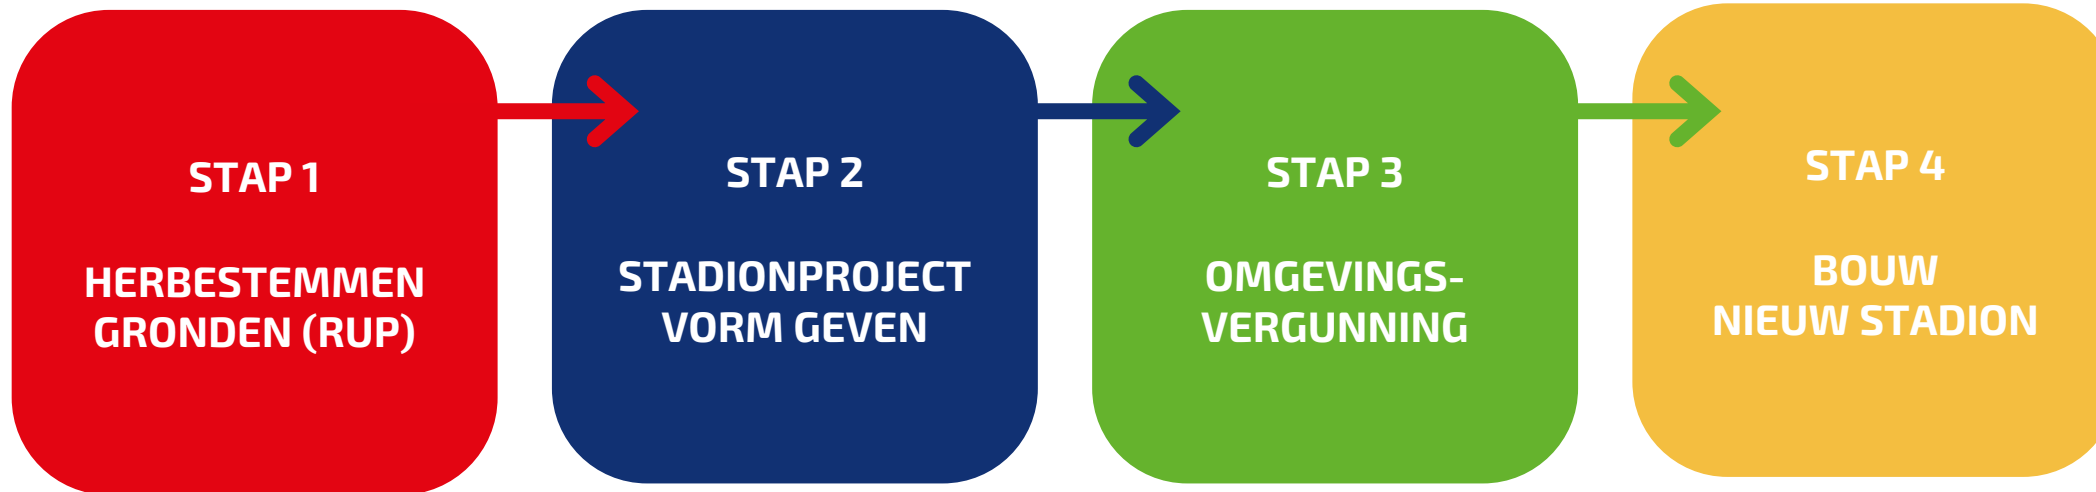 STAP 1
HERBESTEMMEN
GRONDEN (RUP)
STAP 2
STADIONPROJECT
VORM GEVEN
STAP 3
OMGEVINGS-
VERGUNNING
STAP 4
BOUW
NIEUW STADION